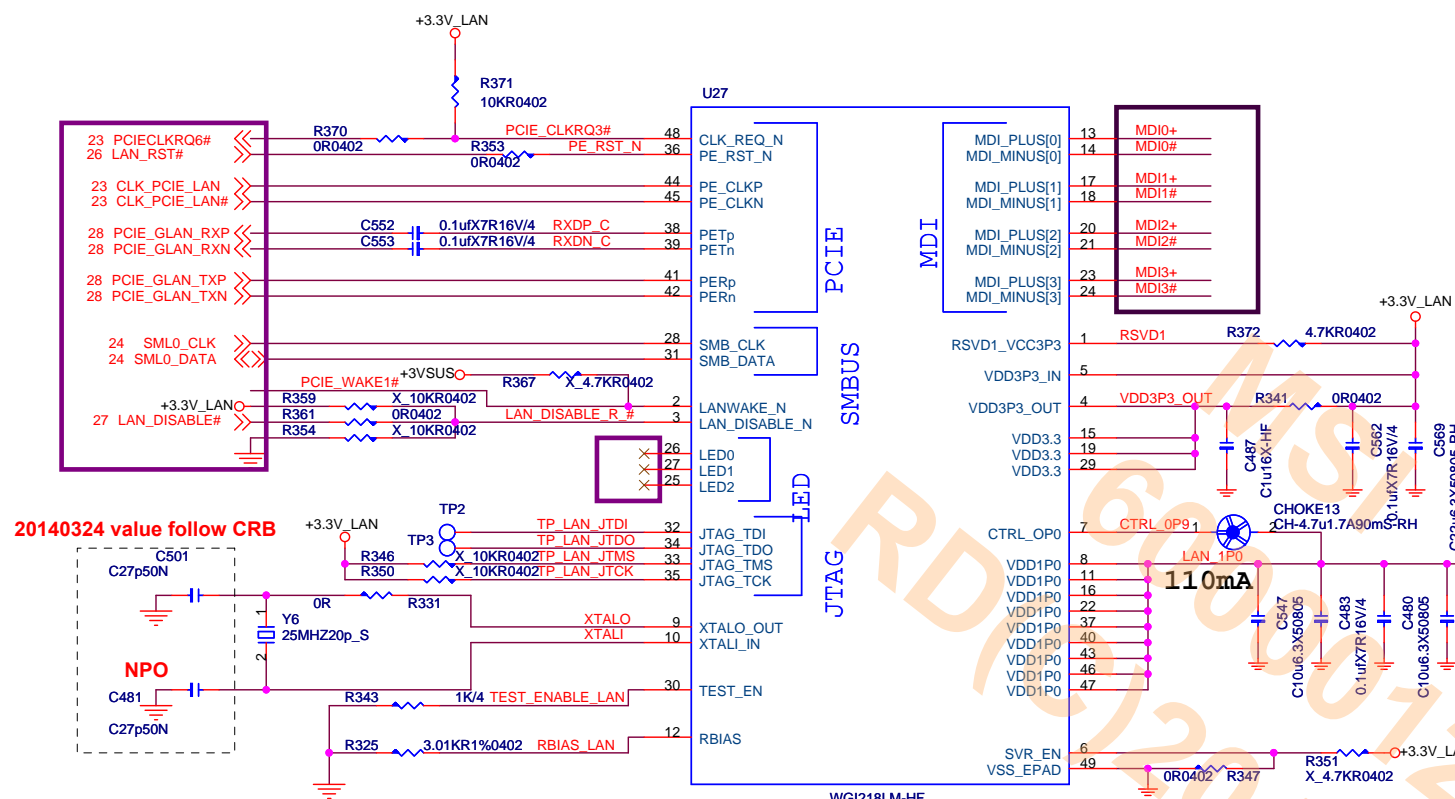 +3.3V_LAN
R371
10KR0402
U27
23 PCIECLKRQ6#
R370
0R0402
PCIE_CLKRQ3#
48
CLK_REQ_N
26 LAN_RST#
R353
0R0402
PE_RST_N
36
PE_RST_N
23 CLK_PCIE_LAN
44
PE_CLKP
23 CLK_PCIE_LAN#
45
PE_CLKN
28 PCIE_GLAN_RXP
C552
0.1ufX7R16V/4
RXDP_C
38
PETp
28 PCIE_GLAN_RXN
C553
0.1ufX7R16V/4
RXDN_C
39
PETn
28 PCIE_GLAN_TXP
41
PERp
28 PCIE_GLAN_TXN
42
PERn
PCIE
24 SML0_CLK
28
SMB_CLK
24 SML0_DATA
31
SMB_DATA
SMBUS
+3VSUS
R367
X_4.7KR0402
PCIE_WAKE1#
2
LANWAKE_N
+3.3V_LAN
R359
X_10KR0402
27 LAN_DISABLE#
R361
0R0402
LAN_DISABLE_R_#
3
LAN_DISABLE_N
R354
X_10KR0402
26
LED0
27
LED1
25
LED2
LED
20140324 value follow CRB
+3.3V_LAN
TP2
TP3
TP_LAN_JTDI
32
JTAG_TDI
TP_LAN_JTDO
34
JTAG_TDO
R346
X_10KR0402
TP_LAN_JTMS
33
JTAG_TMS
R350
X_10KR0402
TP_LAN_JTCK
35
JTAG_TCK
JTAG
C501
C27p50N
0R
R331
1
Y6
25MHZ20p_S
2
XTALO
9
XTALO_OUT
XTALI
10
XTALI_IN
NPO
C481
C27p50N
R343
1K/4
TEST_ENABLE_LAN
30
TEST_EN
R325
3.01KR1%0402
RBIAS_LAN
12
RBIAS
MDI
MDI_PLUS[0]
13
MDI0+
MDI_MINUS[0]
14
MDI0#
MDI_PLUS[1]
17
MDI1+
MDI_MINUS[1]
18
MDI1#
MDI_PLUS[2]
20
MDI2+
MDI_MINUS[2]
21
MDI2#
MDI_PLUS[3]
23
MDI3+
MDI_MINUS[3]
24
MDI3#
+3.3V_LAN
RSVD1_VCC3P3
1
RSVD1
R372
4.7KR0402
VDD3P3_IN
5
VDD3P3_OUT
4
VDD3P3_OUT
R341
0R0402
VDD3.3
15
VDD3.3
19
VDD3.3
29
C487
C1u16X-HF
C562
0.1ufX7R16V/4
C569
C22u6.3X50805-RH
CTRL_OP0
7
CTRL_0P9
1
2
CHOKE13
CH-4.7u1.7A90mS-RH
LAN_1P0
110mA
VDD1P0
8
VDD1P0
11
VDD1P0
16
VDD1P0
22
VDD1P0
37
VDD1P0
40
VDD1P0
43
VDD1P0
46
VDD1P0
47
C547
C10u6.3X50805
C483
0.1ufX7R16V/4
C480
C10u6.3X50805
SVR_EN
6
R351
X_4.7KR0402
VSS_EPAD
49
0R0402
R347
WGI218LM-HF
MSI
RD(C)20